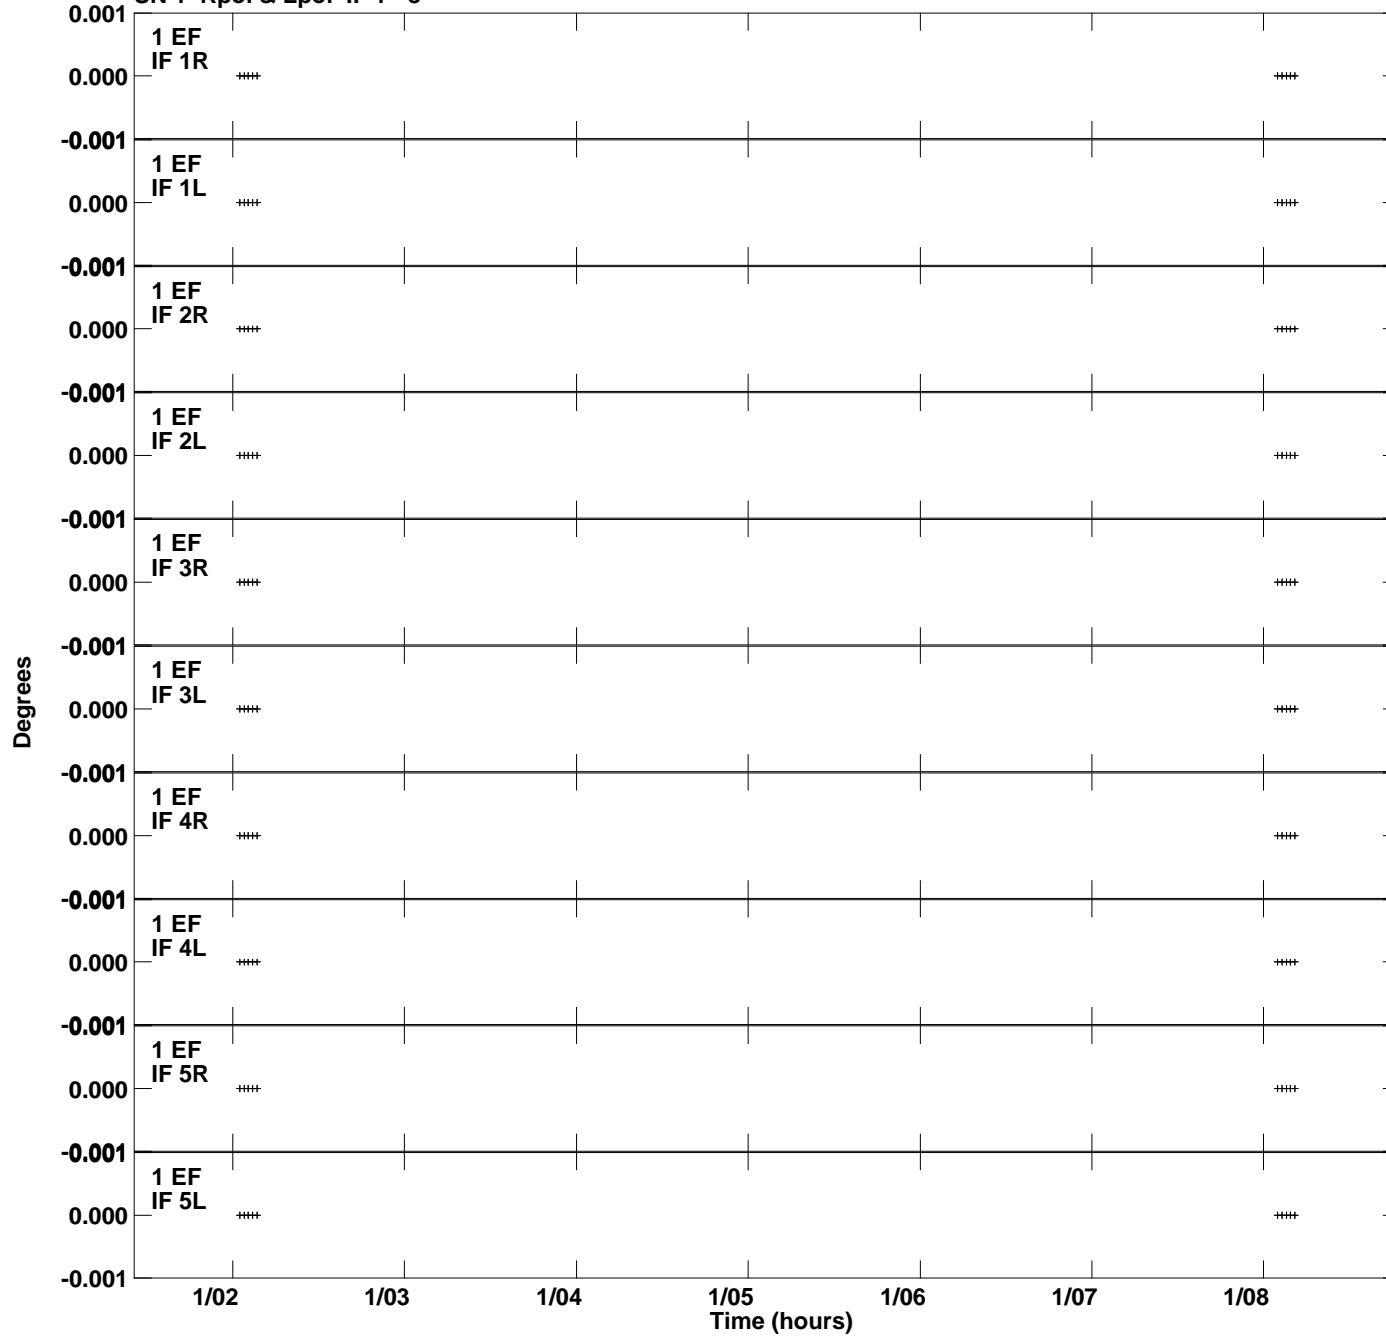 0.001
1 EF
IF 1R
0.000
-0.001
1 EF
IF 1L
0.000
-0.001
1 EF
IF 2R
0.000
-0.001
1 EF
IF 2L
0.000
-0.001
1 EF
IF 3R
0.000
-0.001
1 EF
IF 3L
0.000
-0.001
1 EF
IF 4R
0.000
-0.001
1 EF
IF 4L
0.000
-0.001
1 EF
IF 5R
0.000
-0.001
1 EF
IF 5L
0.000
-0.001
Degrees
1/02 1/03 1/04 1/05 1/06 1/07 1/08
Time (hours)